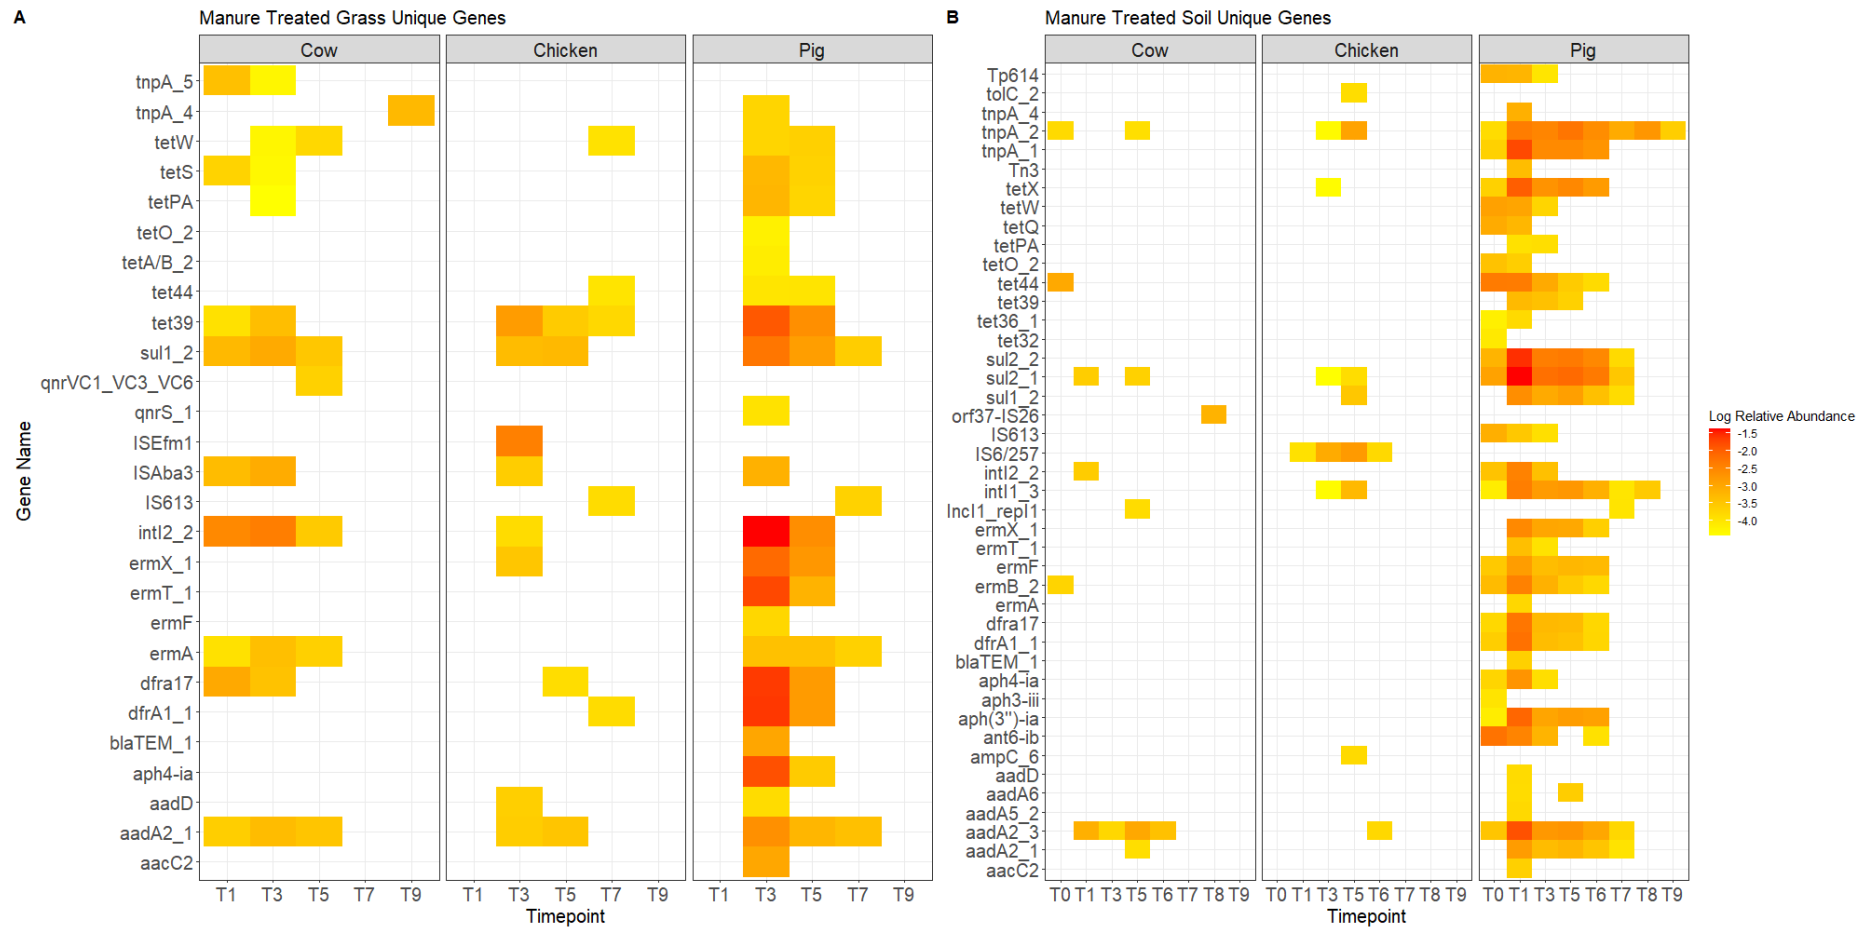 A
Manure Treated Grass Unique Genes
Cow
Chicken
Pig
Gene Name
tnpA_5
tnpA_4
tetW
tetS
tetPA
tetO_2
tetA/B_2
tet44
tet39
sul1_2
qnrVC1_VC3_VC6
qnrS_1
ISEfm1
ISAba3
IS613
intI2_2
ermX_1
ermT_1
ermF
ermA
dfra17
dfrA1_1
blaTEM_1
aph4-ia
aadD
aadA2_1
aacC2
T1 T3 T5 T7 T9
T1 T3 T5 T7 T9
T1 T3 T5 T7 T9
Timepoint
B
Manure Treated Soil Unique Genes
Cow
Chicken
Pig
Tp614
tolC_2
tnpA_4
tnpA_2
tnpA_1
Tn3
tetX
tetW
tetQ
tetPA
tetO_2
tet44
tet39
tet36_1
tet32
sul2_2
sul2_1
sul1_2
orf37-IS26
IS613
IS6/257
intI2_2
intI1_3
IncI1_repI1
ermX_1
ermT_1
ermF
ermB_2
ermA
dfra17
dfrA1_1
blaTEM_1
aph4-ia
aph3-iii
aph(3")-ia
ant6-ib
ampC_6
aadD
aadA6
aadA5_2
aadA2_3
aadA2_1
aacC2
T0 T1 T3 T5 T6 T7 T8 T9
T0 T1 T3 T5 T6 T7 T8 T9
T0 T1 T3 T5 T6 T7 T8 T9
Timepoint
Log Relative Abundance
-1.5
-2.0
-2.5
-3.0
-3.5
-4.0